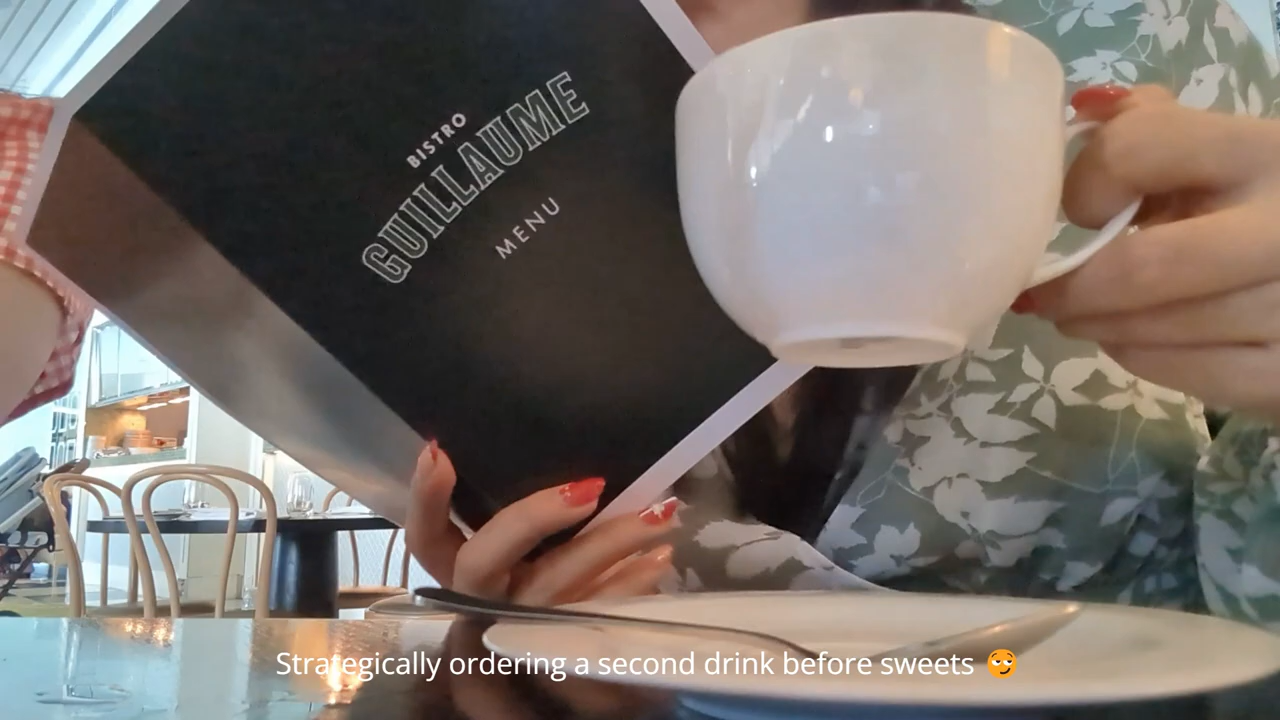 BISTRO
GUILLAUME
MENU
Strategically ordering a second drink before sweets 😏